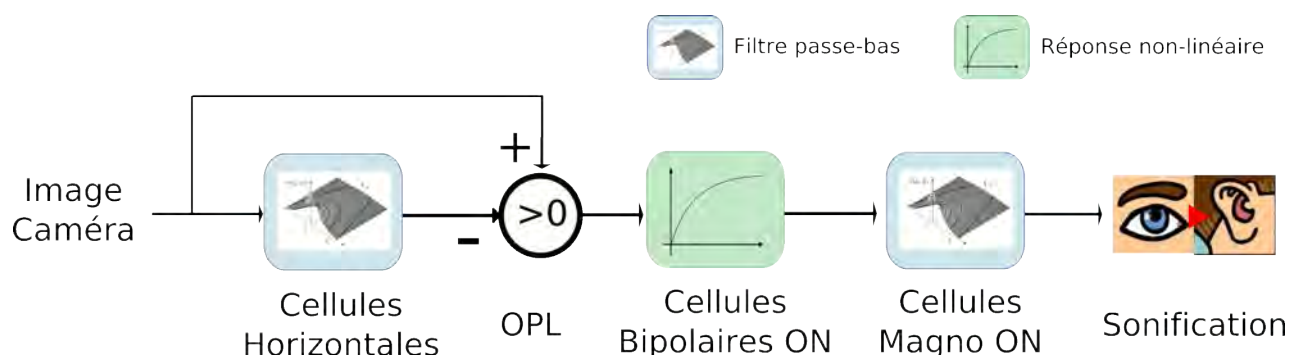 Filtre passe-bas
Réponse non-linéaire
+
Image
Caméra
>0
-
Cellules
Horizontales
OPL
Cellules
Bipolaires ON
Cellules
Magno ON
Sonification